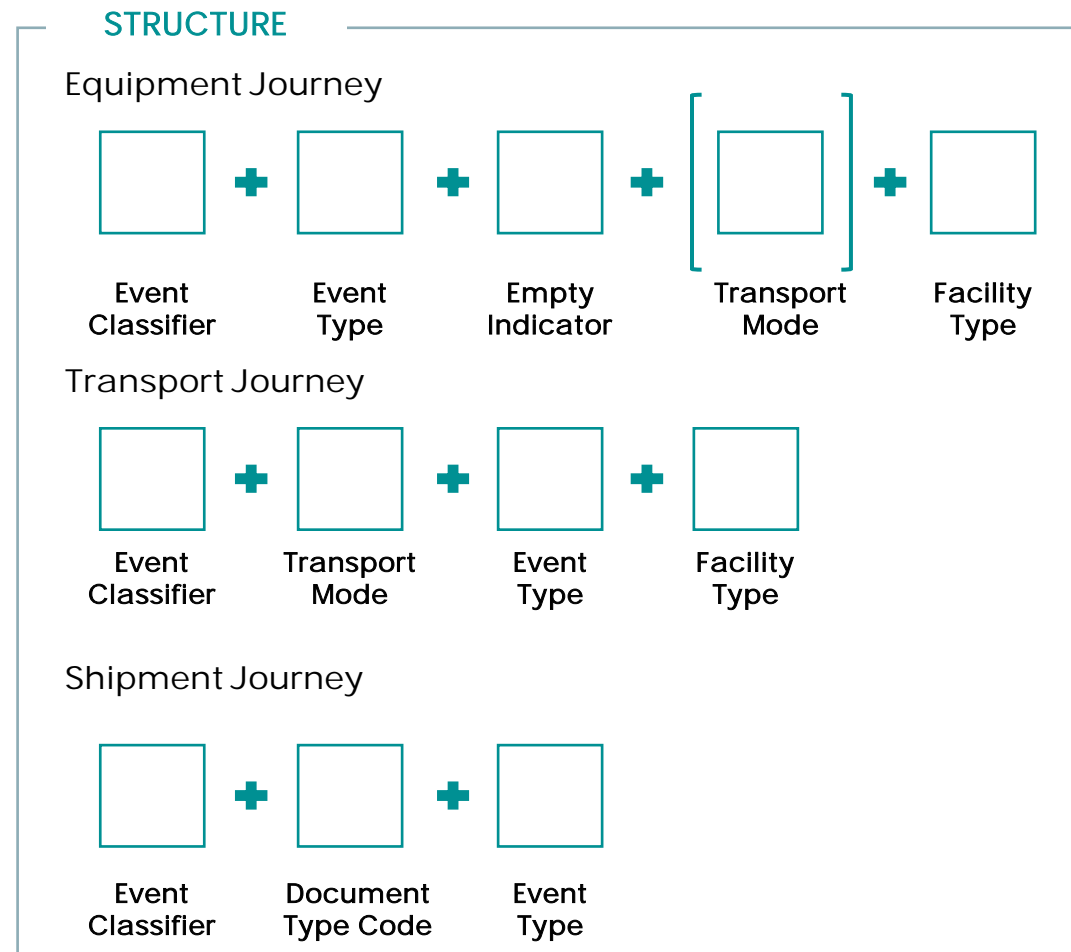 STRUCTURE
Equipment Journey
Event Classifier
Event Type
Empty Indicator
Transport Mode
Facility Type
Transport Journey
Event Classifier
Transport Mode
Event Type
Facility Type
Shipment Journey
Event Classifier
Document Type Code
Event Type